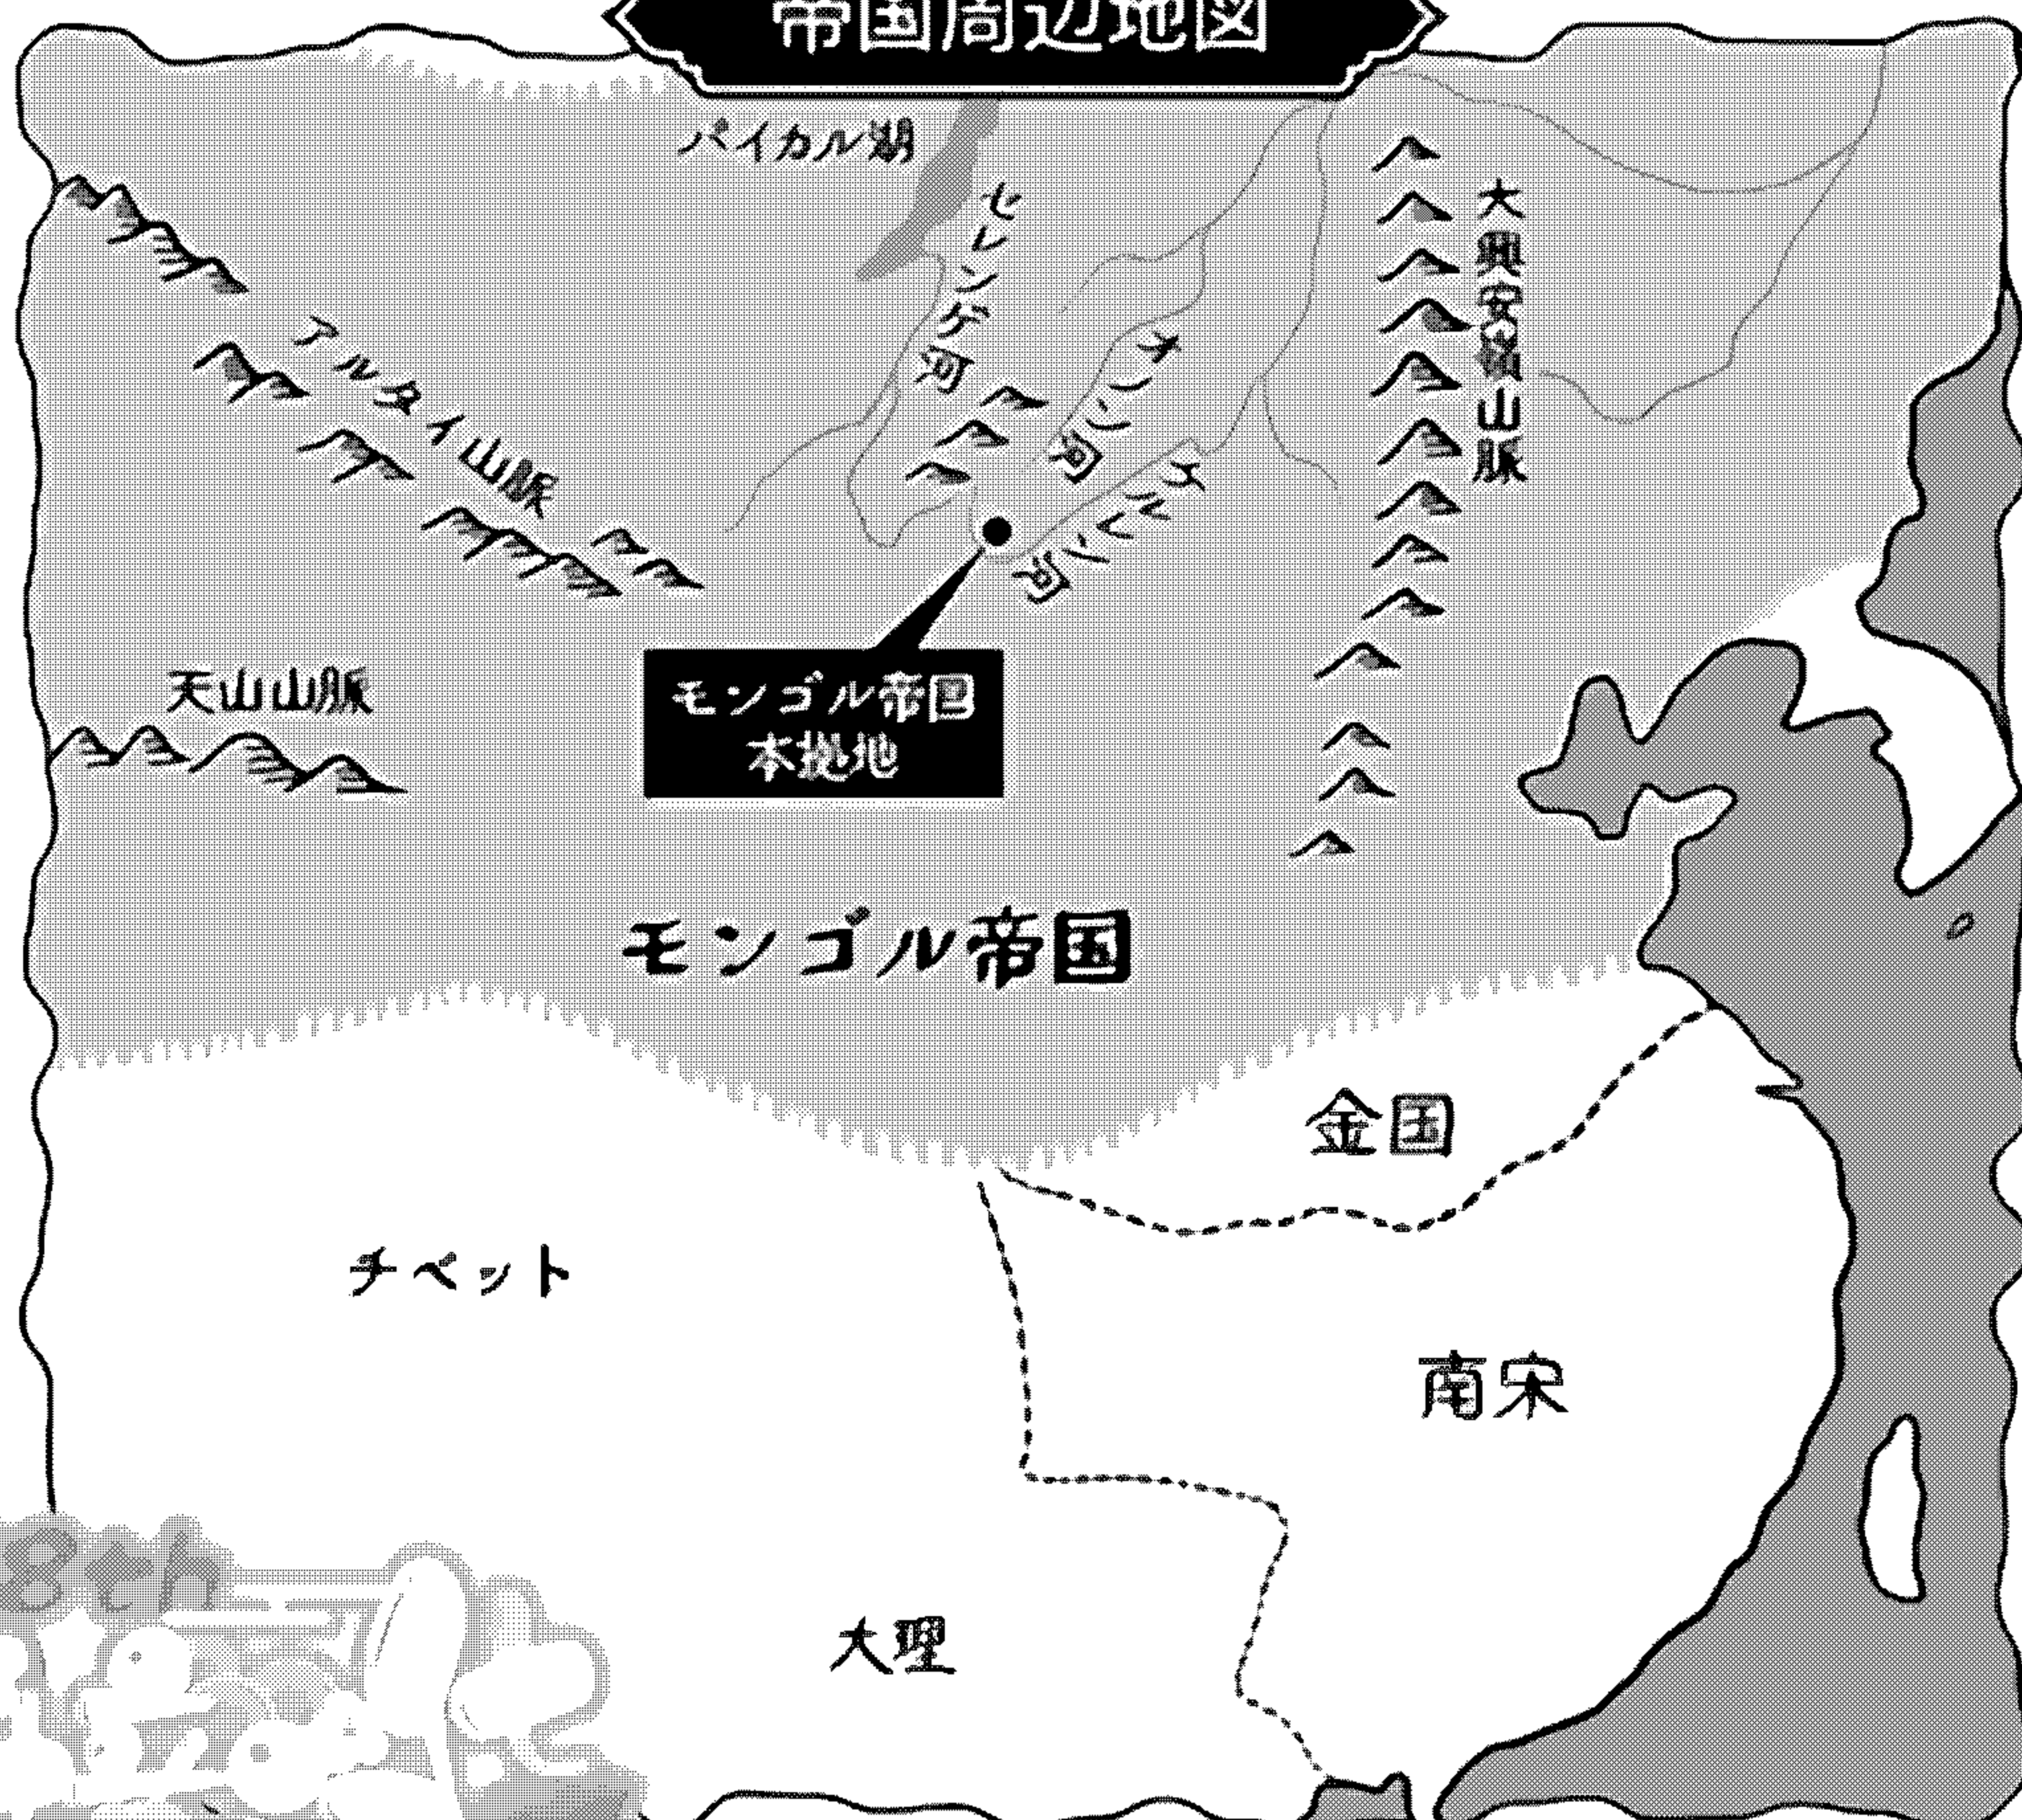 帝国周辺地図
バイカル湖
セレンゲ河
オノン河
ケルレン河
大興安嶺山脈
アルタイ山脈
天山山脈
モンゴル帝国
本拠地
モンゴル帝国
金国
チベット
南宋
大理
8th